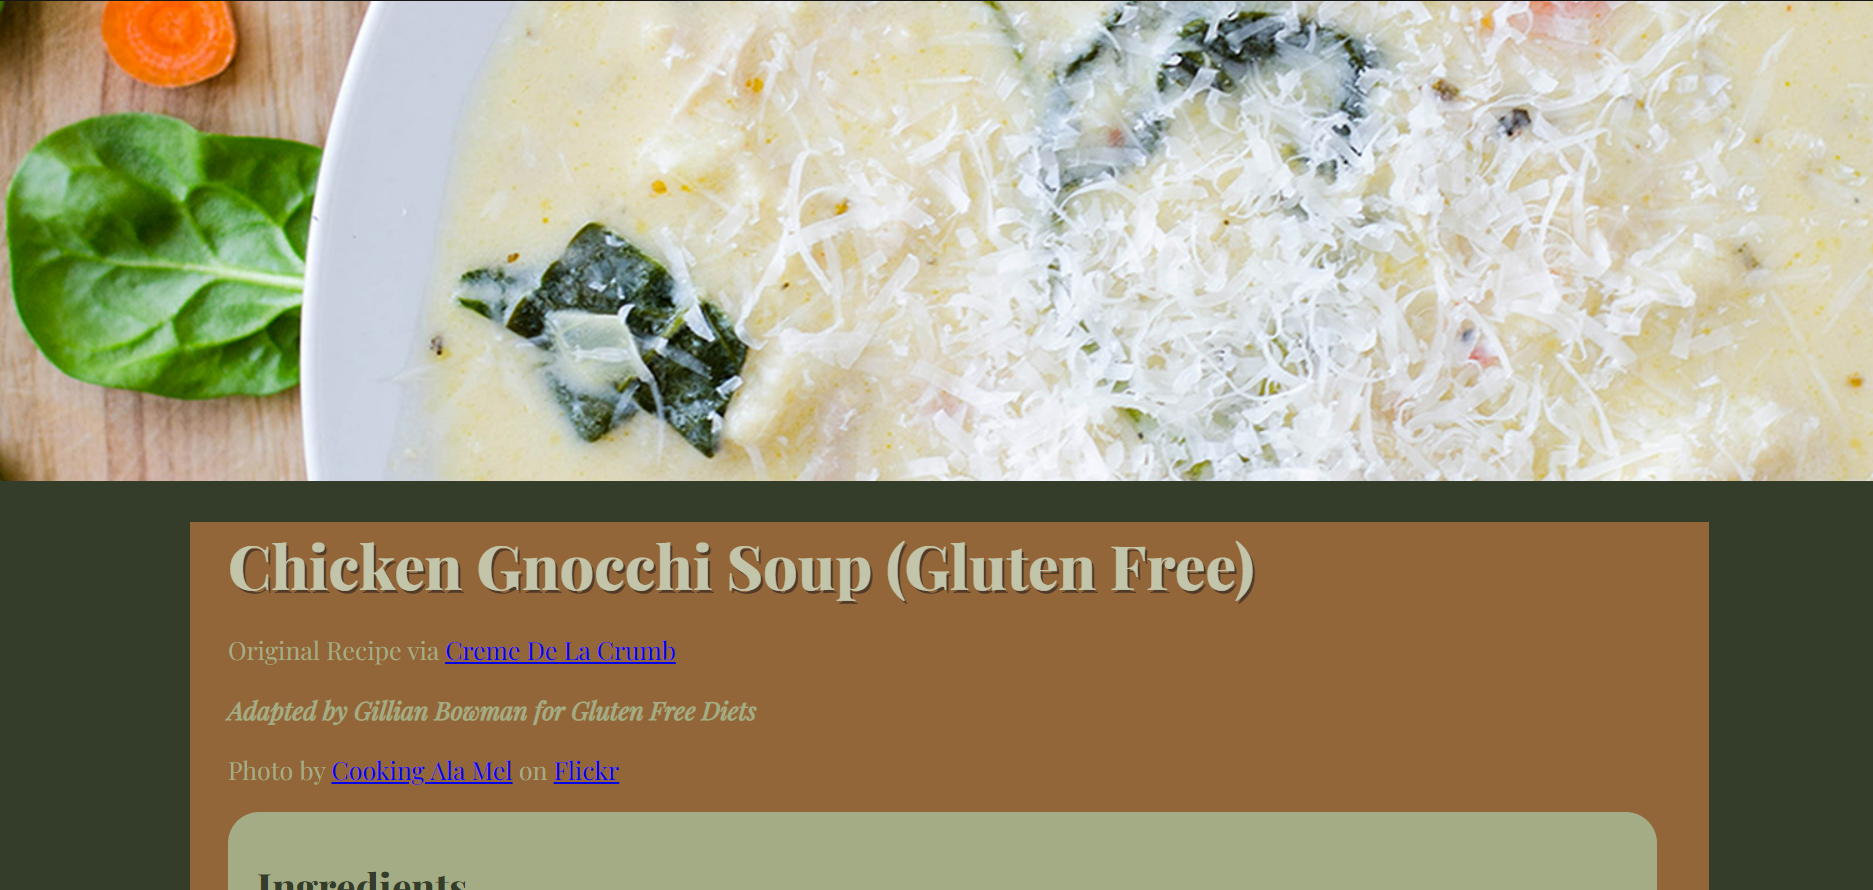 Chicken Gnocchi Soup (Gluten Free)
Original Recipe via Creme De La Crumb
Adapted by Gillian Bowman for Gluten Free Diets
Photo by Cooking Ala Mel on Flickr
Ingredients